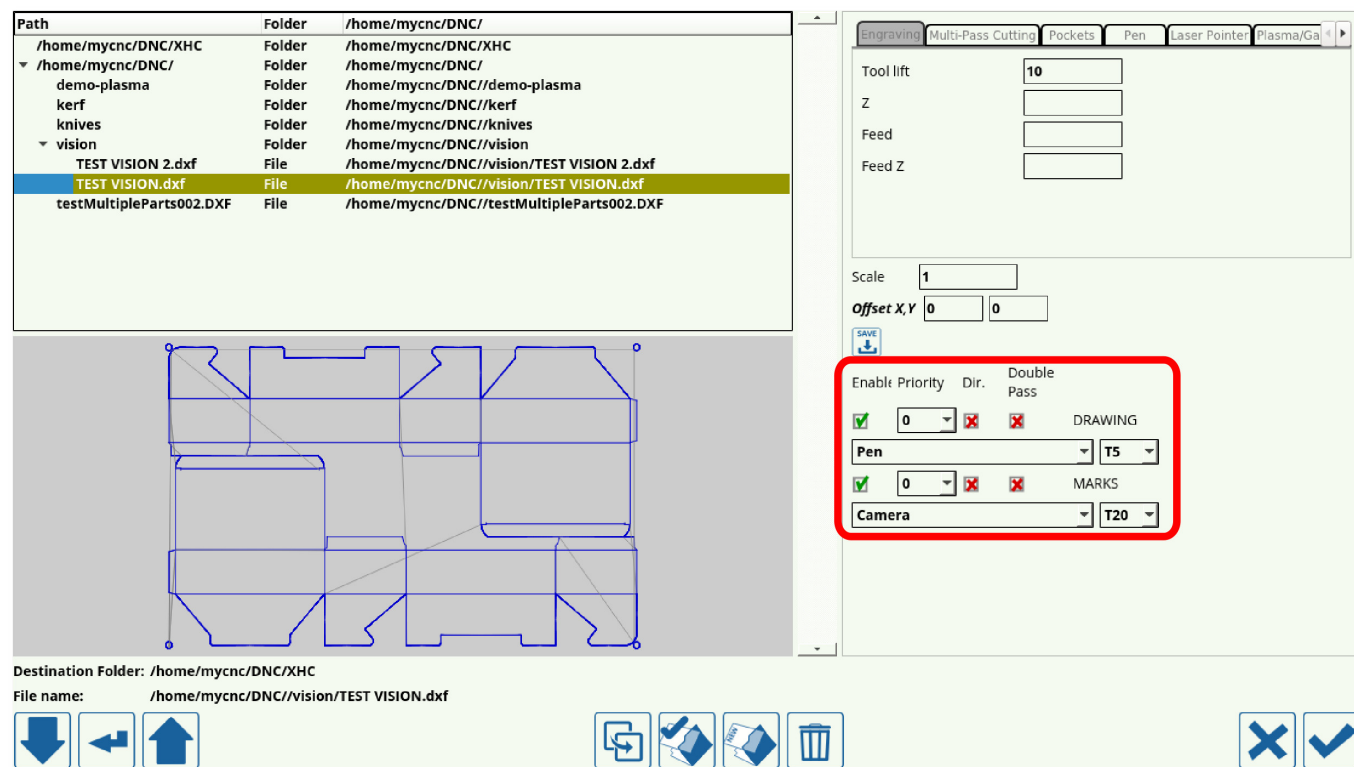 Path Folder /home/mycnc/DNC/
/home/mycnc/DNC/XHC Folder /home/mycnc/DNC/XHC
/home/mycnc/DNC/ Folder /home/mycnc/DNC/
demo-plasma Folder /home/mycnc/DNC//demo-plasma
kerf Folder /home/mycnc/DNC//kerf
knives Folder /home/mycnc/DNC//knives
vision Folder /home/mycnc/DNC//vision
TEST VISION 2.dxf File /home/mycnc/DNC//vision/TEST VISION 2.dxf
TEST VISION.dxf File /home/mycnc/DNC//vision/TEST VISION.dxf
testMultipleParts002.DXF File /home/mycnc/DNC//testMultipleParts002.DXF
Engraving Multi-Pass Cutting Pockets Pen Laser Pointer Plasma/Ga
Tool lift 10
Z
Feed
Feed Z
Scale 1
Offset X,Y 0 0
SAVE
Enable Priority Dir. Double
Pass
0 DRAWING
Pen T5
0 MARKS
Camera T20
Destination Folder: /home/mycnc/DNC/XHC
File name: /home/mycnc/DNC//vision/TEST VISION.dxf
NEW